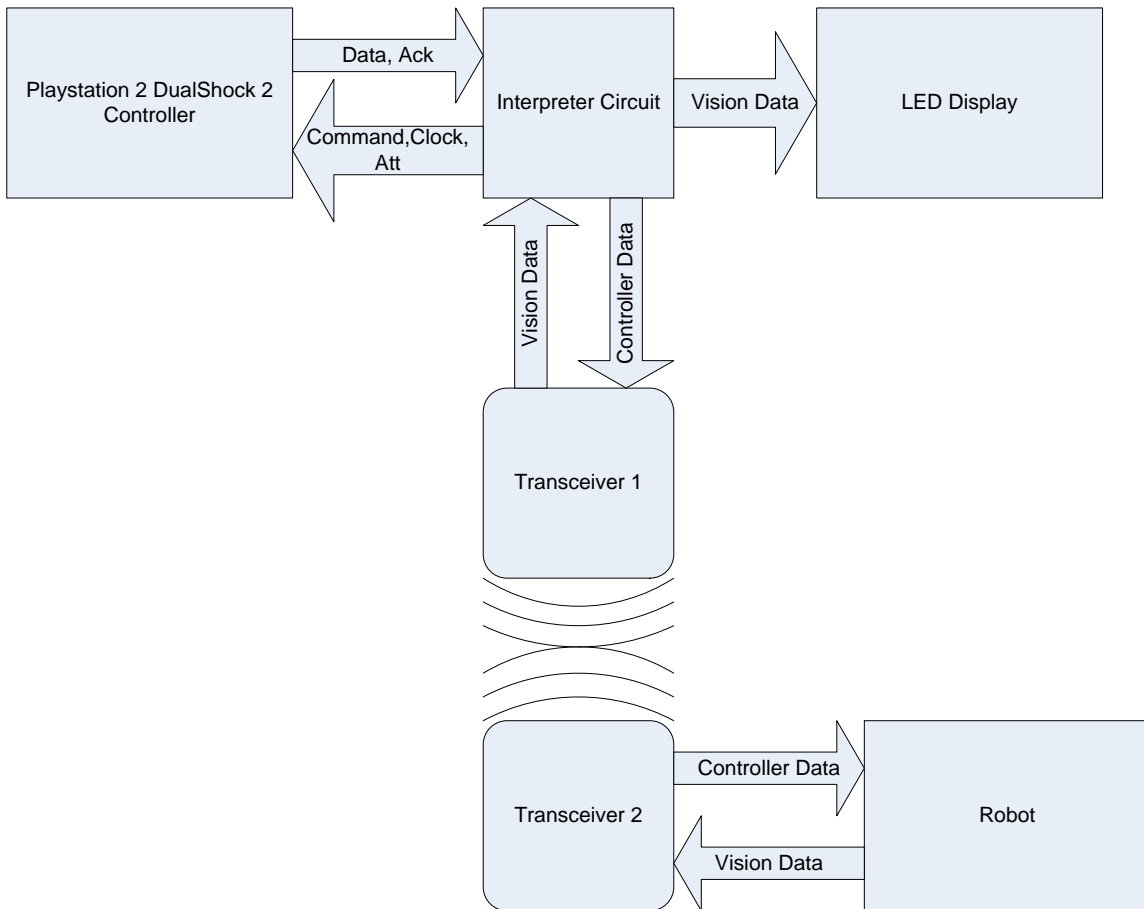 Playstation 2 DualShock 2
Controller
Data, Ack
Command,Clock,
Att
Interpreter Circuit
Vision Data
LED Display
Vision Data
Controller Data
Transceiver 1
Transceiver 2
Controller Data
Vision Data
Robot